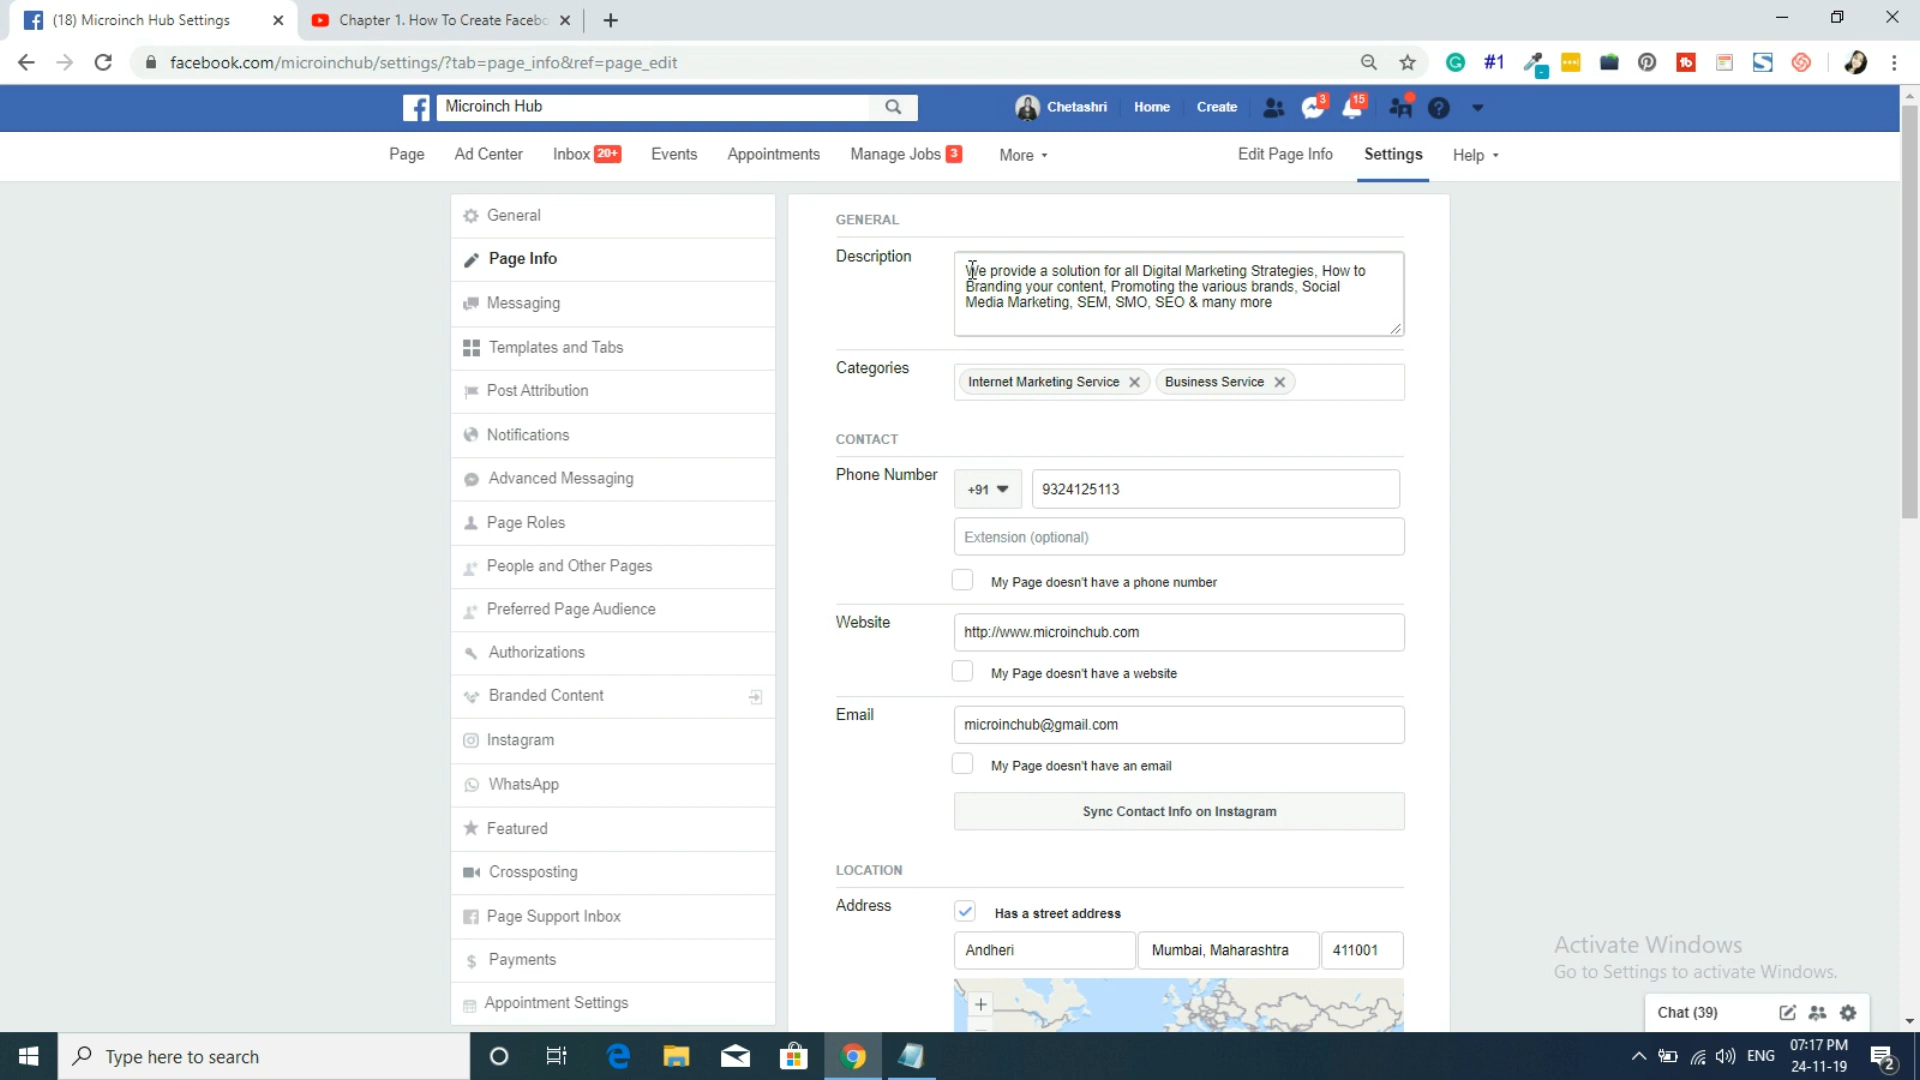 (18) Microinch Hub Settings
Chapter 1. How To Create Facebo
facebook.com/microinchub/settings/?tab=page_info&ref=page_edit
#1
Microinch Hub
Chetashri
Home
Create
3
15
Page
Ad Center
Inbox 20+
Events
Appointments
Manage Jobs 3
More
Edit Page Info
Settings
Help
General
Page Info
Messaging
Templates and Tabs
Post Attribution
Notifications
Advanced Messaging
Page Roles
People and Other Pages
Preferred Page Audience
Authorizations
Branded Content
Instagram
WhatsApp
Featured
Crossposting
Page Support Inbox
Payments
Appointment Settings
GENERAL
Description
We provide a solution for all Digital Marketing Strategies, How to
Branding your content, Promoting the various brands, Social
Media Marketing, SEM, SMO, SEO & many more
Categories
Internet Marketing Service
Business Service
CONTACT
Phone Number
+91
9324125113
Extension (optional)
My Page doesn't have a phone number
Website
http://www.microinchub.com
My Page doesn't have a website
Email
microinchub@gmail.com
My Page doesn't have an email
Sync Contact Info on Instagram
LOCATION
Address
Has a street address
Andheri
Mumbai, Maharashtra
411001
Activate Windows
Go to Settings to activate Windows.
Chat (39)
Type here to search
ENG
07:17 PM
24-11-19
2